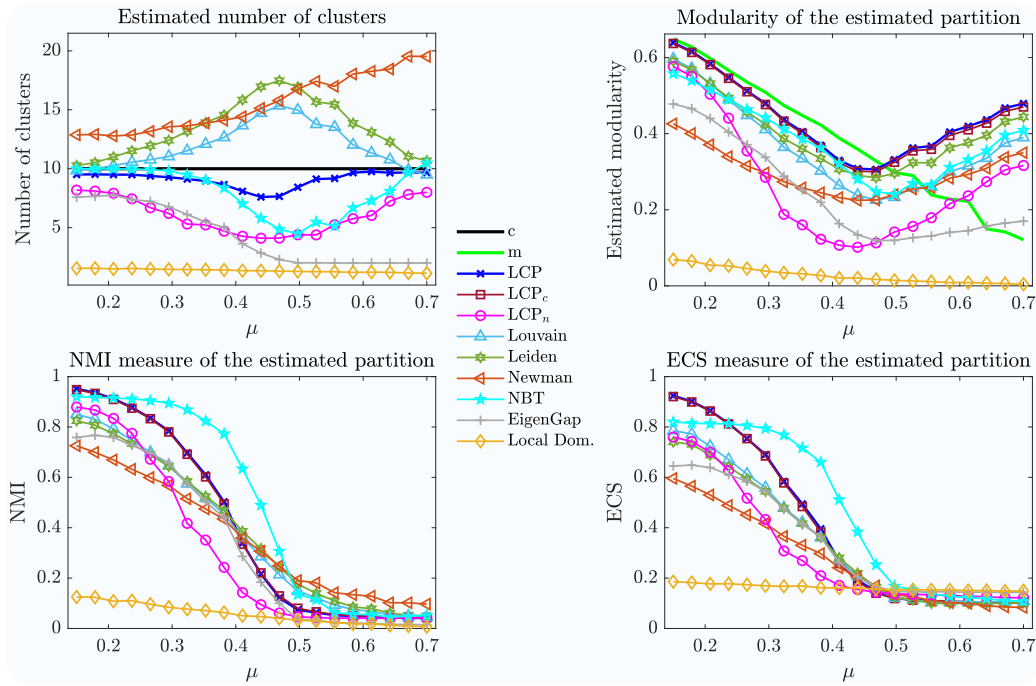 Estimated number of clusters
Number of clusters
20
15
10
5
0.2 0.3 0.4 0.5 0.6 0.7
μ
Modularity of the estimated partition
Estimated modularity
0.6
0.4
0.2
0
0.2 0.3 0.4 0.5 0.6 0.7
μ
c
m
LCP
LCP_c
LCP_n
Louvain
Leiden
Newman
NBT
EigenGap
Local Dom.
NMI measure of the estimated partition
NMI
1
0.8
0.6
0.4
0.2
0
0.2 0.3 0.4 0.5 0.6 0.7
μ
ECS measure of the estimated partition
ECS
1
0.8
0.6
0.4
0.2
0
0.2 0.3 0.4 0.5 0.6 0.7
μ